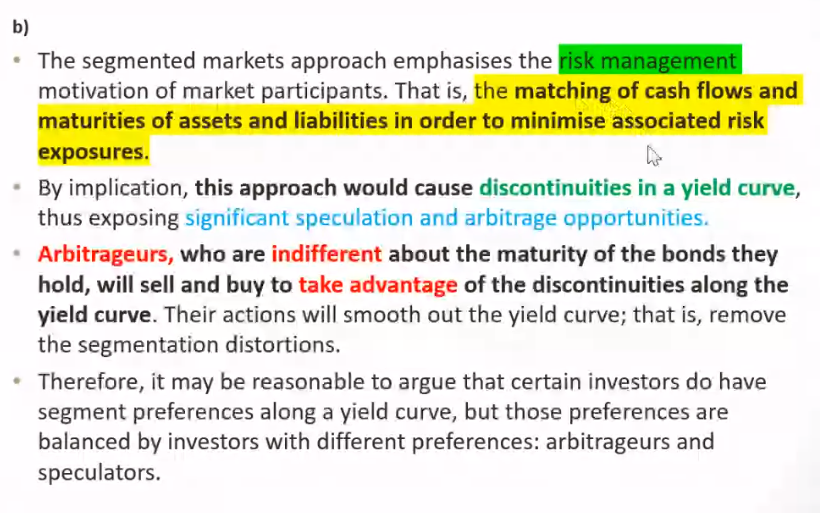 b)
• The segmented markets approach emphasises the risk management
motivation of market participants. That is, the matching of cash flows and
maturities of assets and liabilities in order to minimise associated risk
exposures.
• By implication, this approach would cause discontinuities in a yield curve,
thus exposing significant speculation and arbitrage opportunities.
• Arbitrageurs, who are indifferent about the maturity of the bonds they
hold, will sell and buy to take advantage of the discontinuities along the
yield curve. Their actions will smooth out the yield curve; that is, remove
the segmentation distortions.
• Therefore, it may be reasonable to argue that certain investors do have
segment preferences along a yield curve, but those preferences are
balanced by investors with different preferences: arbitrageurs and
speculators.